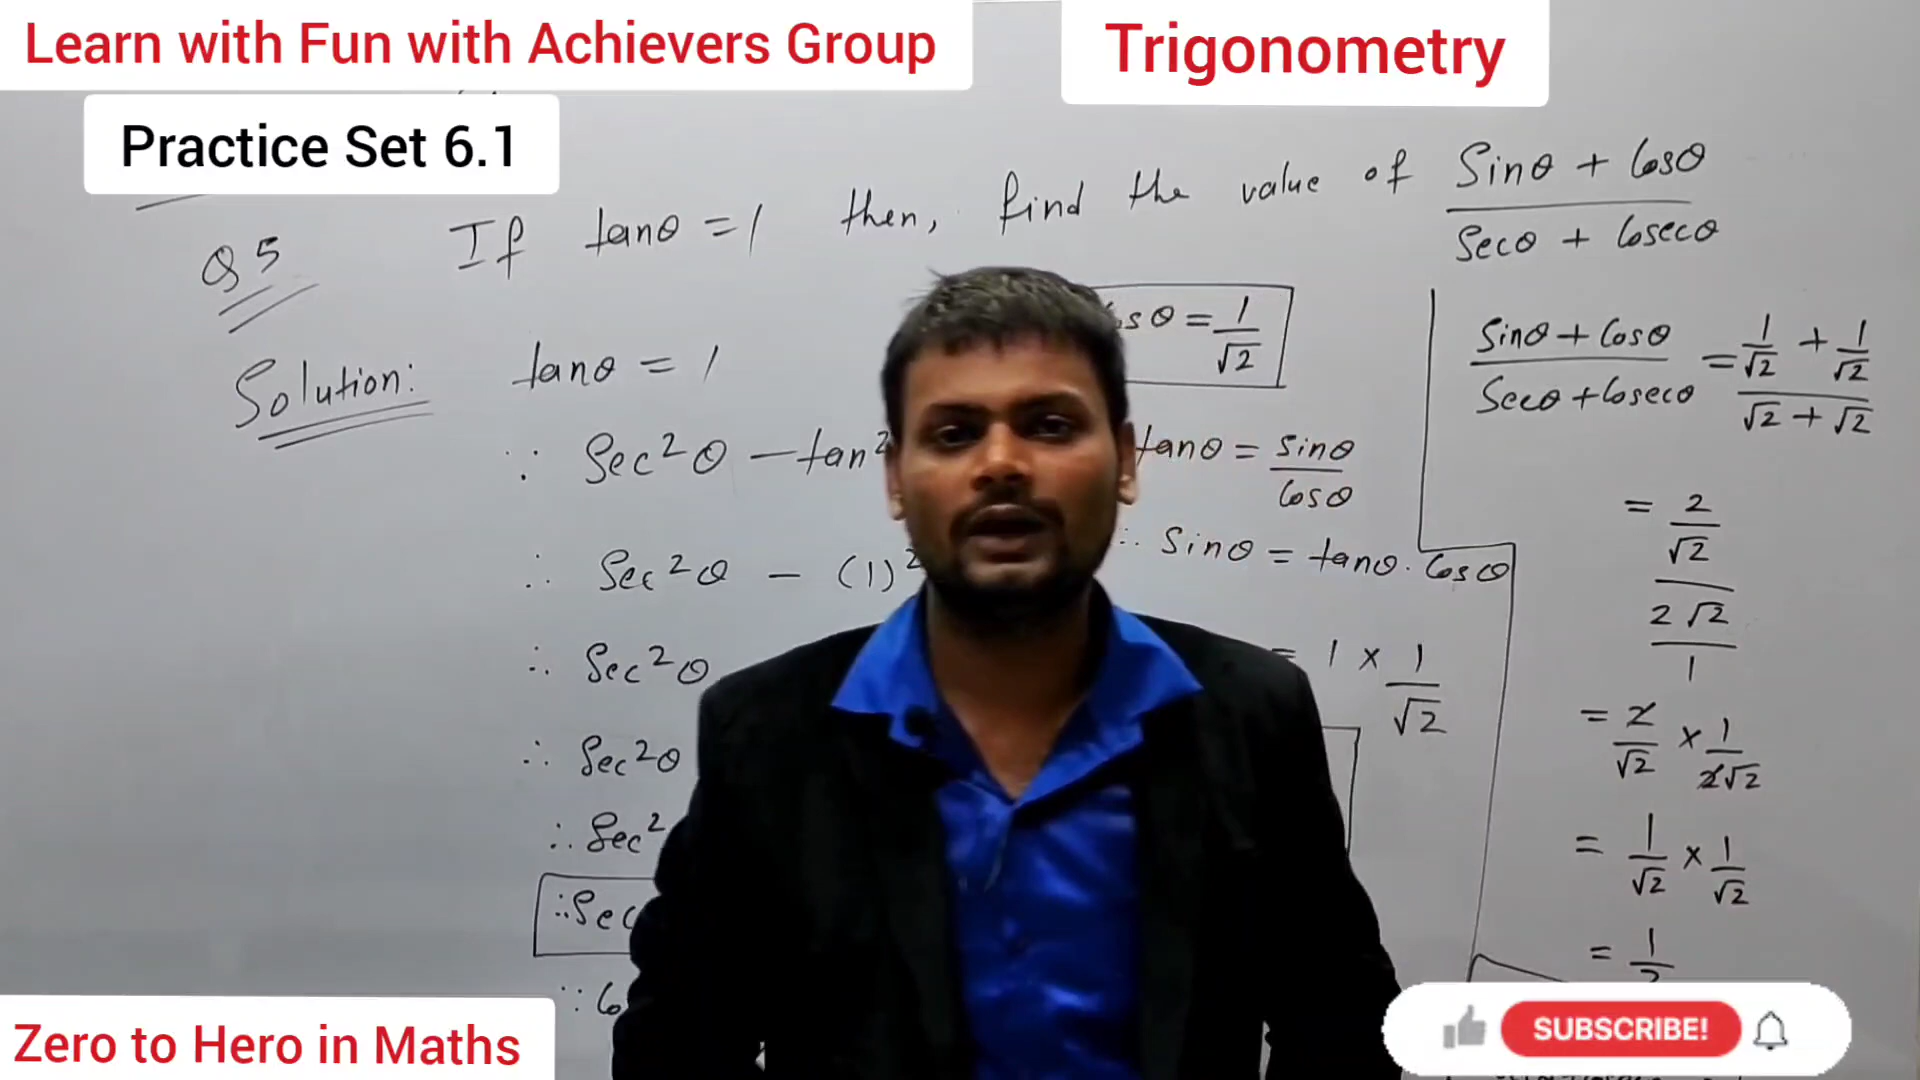 Learn with Fun with Achievers Group
Trigonometry
Practice Set 6.1
Q5 If tanθ = 1 then, find the value of (Sinθ + Cosθ)/(Secθ + Cosecθ)
Solution: tanθ = 1
∵ Sec²θ – tan²
∴ Sec²θ – (1)²
∴ Sec²θ
∴ Sec²θ
∴ Sec²
∴ Sec
∵ Co
osθ = 1/√2
tanθ = Sinθ/Cosθ
∴ Sinθ = tanθ . Cosθ
= 1 × 1/√2
(Sinθ + Cosθ)/(Secθ + Cosecθ) = (1/√2 + 1/√2)/(√2 + √2)
= (2/√2)/(2√2/1)
= 2/√2 × 1/2√2
= 1/√2 × 1/√2
= 1/2
Zero to Hero in Maths
SUBSCRIBE!